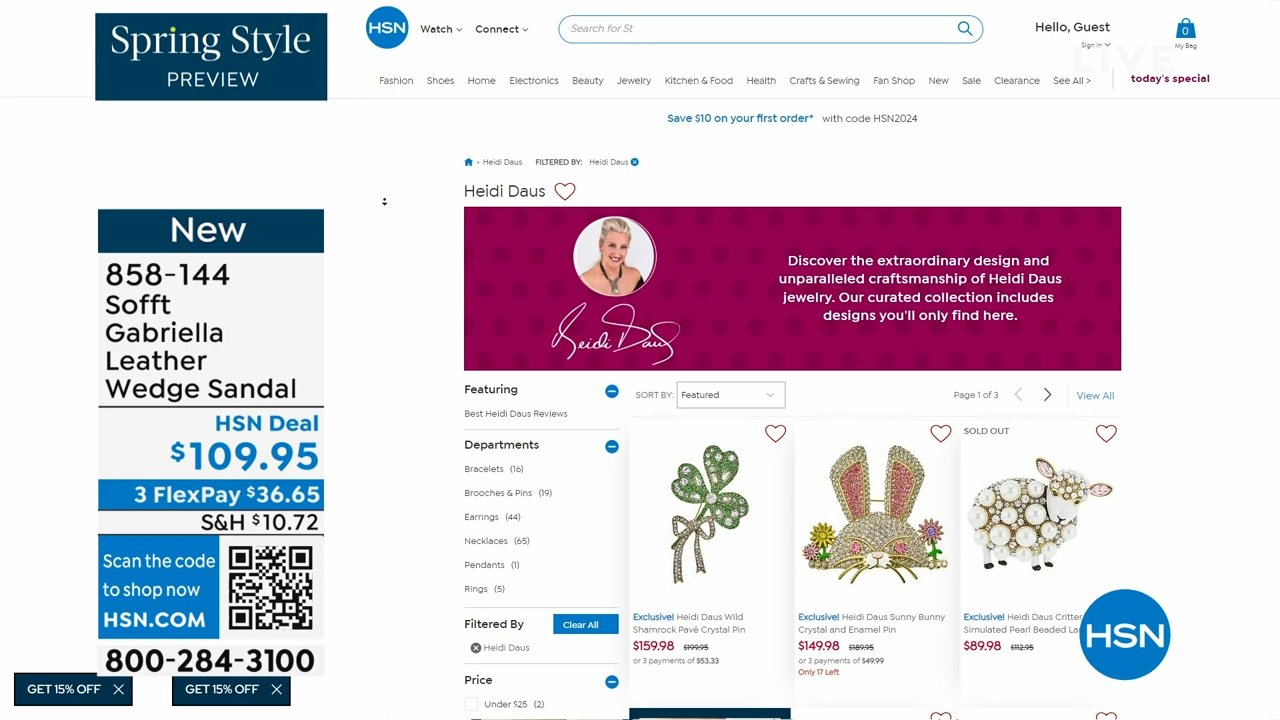 Spring Style
PREVIEW
HSN
Watch
Connect
Search for St
Hello, Guest
Sign In
0
My Bag
LIVE
Fashion Shoes Home Electronics Beauty Jewelry Kitchen & Food Health Crafts & Sewing Fan Shop New Sale Clearance See All >
today's special
Save $10 on your first order* with code HSN2024
> Heidi Daus FILTERED BY: Heidi Daus
Heidi Daus
Discover the extraordinary design and
unparalleled craftsmanship of Heidi Daus
jewelry. Our curated collection includes
designs you'll only find here.
Heidi Daus
New
858-144
Sofft
Gabriella
Leather
Wedge Sandal
HSN Deal
$109.95
3 FlexPay $36.65
S&H $10.72
Scan the code
to shop now
HSN.COM
800-284-3100
GET 15% OFF
GET 15% OFF
Featuring
Best Heidi Daus Reviews
Departments
Bracelets (16)
Brooches & Pins (19)
Earrings (44)
Necklaces (65)
Pendants (1)
Rings (5)
Filtered By
Clear All
Heidi Daus
Price
Under $25 (2)
SORT BY: Featured
Page 1 of 3
View All
Exclusive! Heidi Daus Wild
Shamrock Pavé Crystal Pin
$159.98 $199.95
or 3 payments of $53.33
Exclusive! Heidi Daus Sunny Bunny
Crystal and Enamel Pin
$149.98 $189.95
or 3 payments of $49.99
Only 17 Left
SOLD OUT
Exclusive! Heidi Daus Critter
Simulated Pearl Beaded La
$89.98 $112.95
HSN